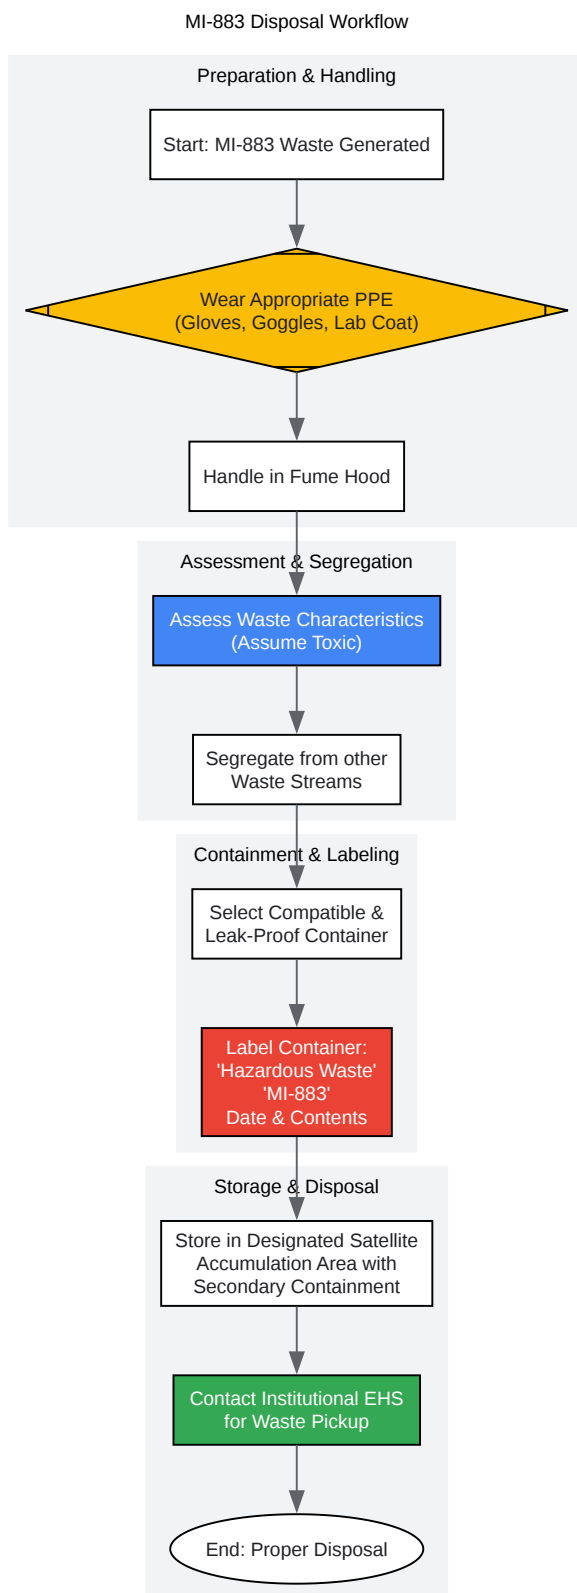 MI-883 Disposal Workflow
Preparation & Handling
Start: MI-883 Waste Generated
Wear Appropriate PPE
(Gloves, Goggles, Lab Coat)
Handle in Fume Hood
Assessment & Segregation
Assess Waste Characteristics
(Assume Toxic)
Segregate from other
Waste Streams
Containment & Labeling
Select Compatible &
Leak-Proof Container
Label Container:
'Hazardous Waste'
'MI-883'
Date & Contents
Storage & Disposal
Store in Designated Satellite
Accumulation Area with
Secondary Containment
Contact Institutional EHS
for Waste Pickup
End: Proper Disposal